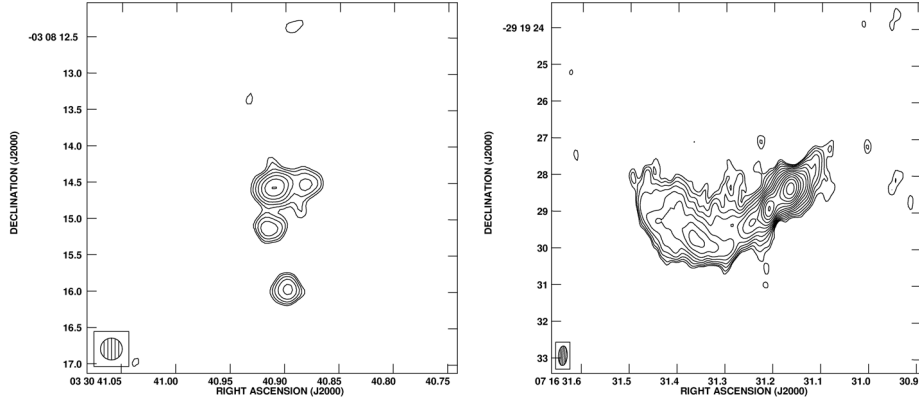 -03 08 12.5
13.0
13.5
14.0
14.5
15.0
15.5
16.0
16.5
17.0
DECLINATION (J2000)
03 30 41.05 41.00 40.95 40.90 40.85 40.80 40.75
RIGHT ASCENSION (J2000)
-29 19 24
25
26
27
28
29
30
31
32
33
DECLINATION (J2000)
07 16 31.6 31.5 31.4 31.3 31.2 31.1 31.0 30.9
RIGHT ASCENSION (J2000)